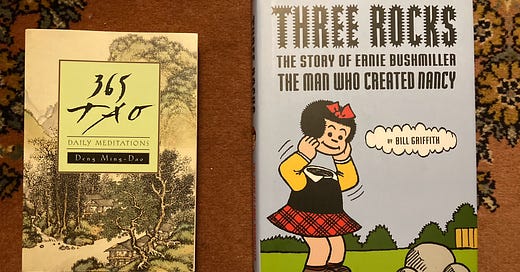 365
TAO
DAILY MEDITATIONS
Deng Ming-Dao
THREE ROCKS
THE STORY OF ERNIE BUSHMILLER
THE MAN WHO CREATED NANCY
BY BILL GRIFFITH